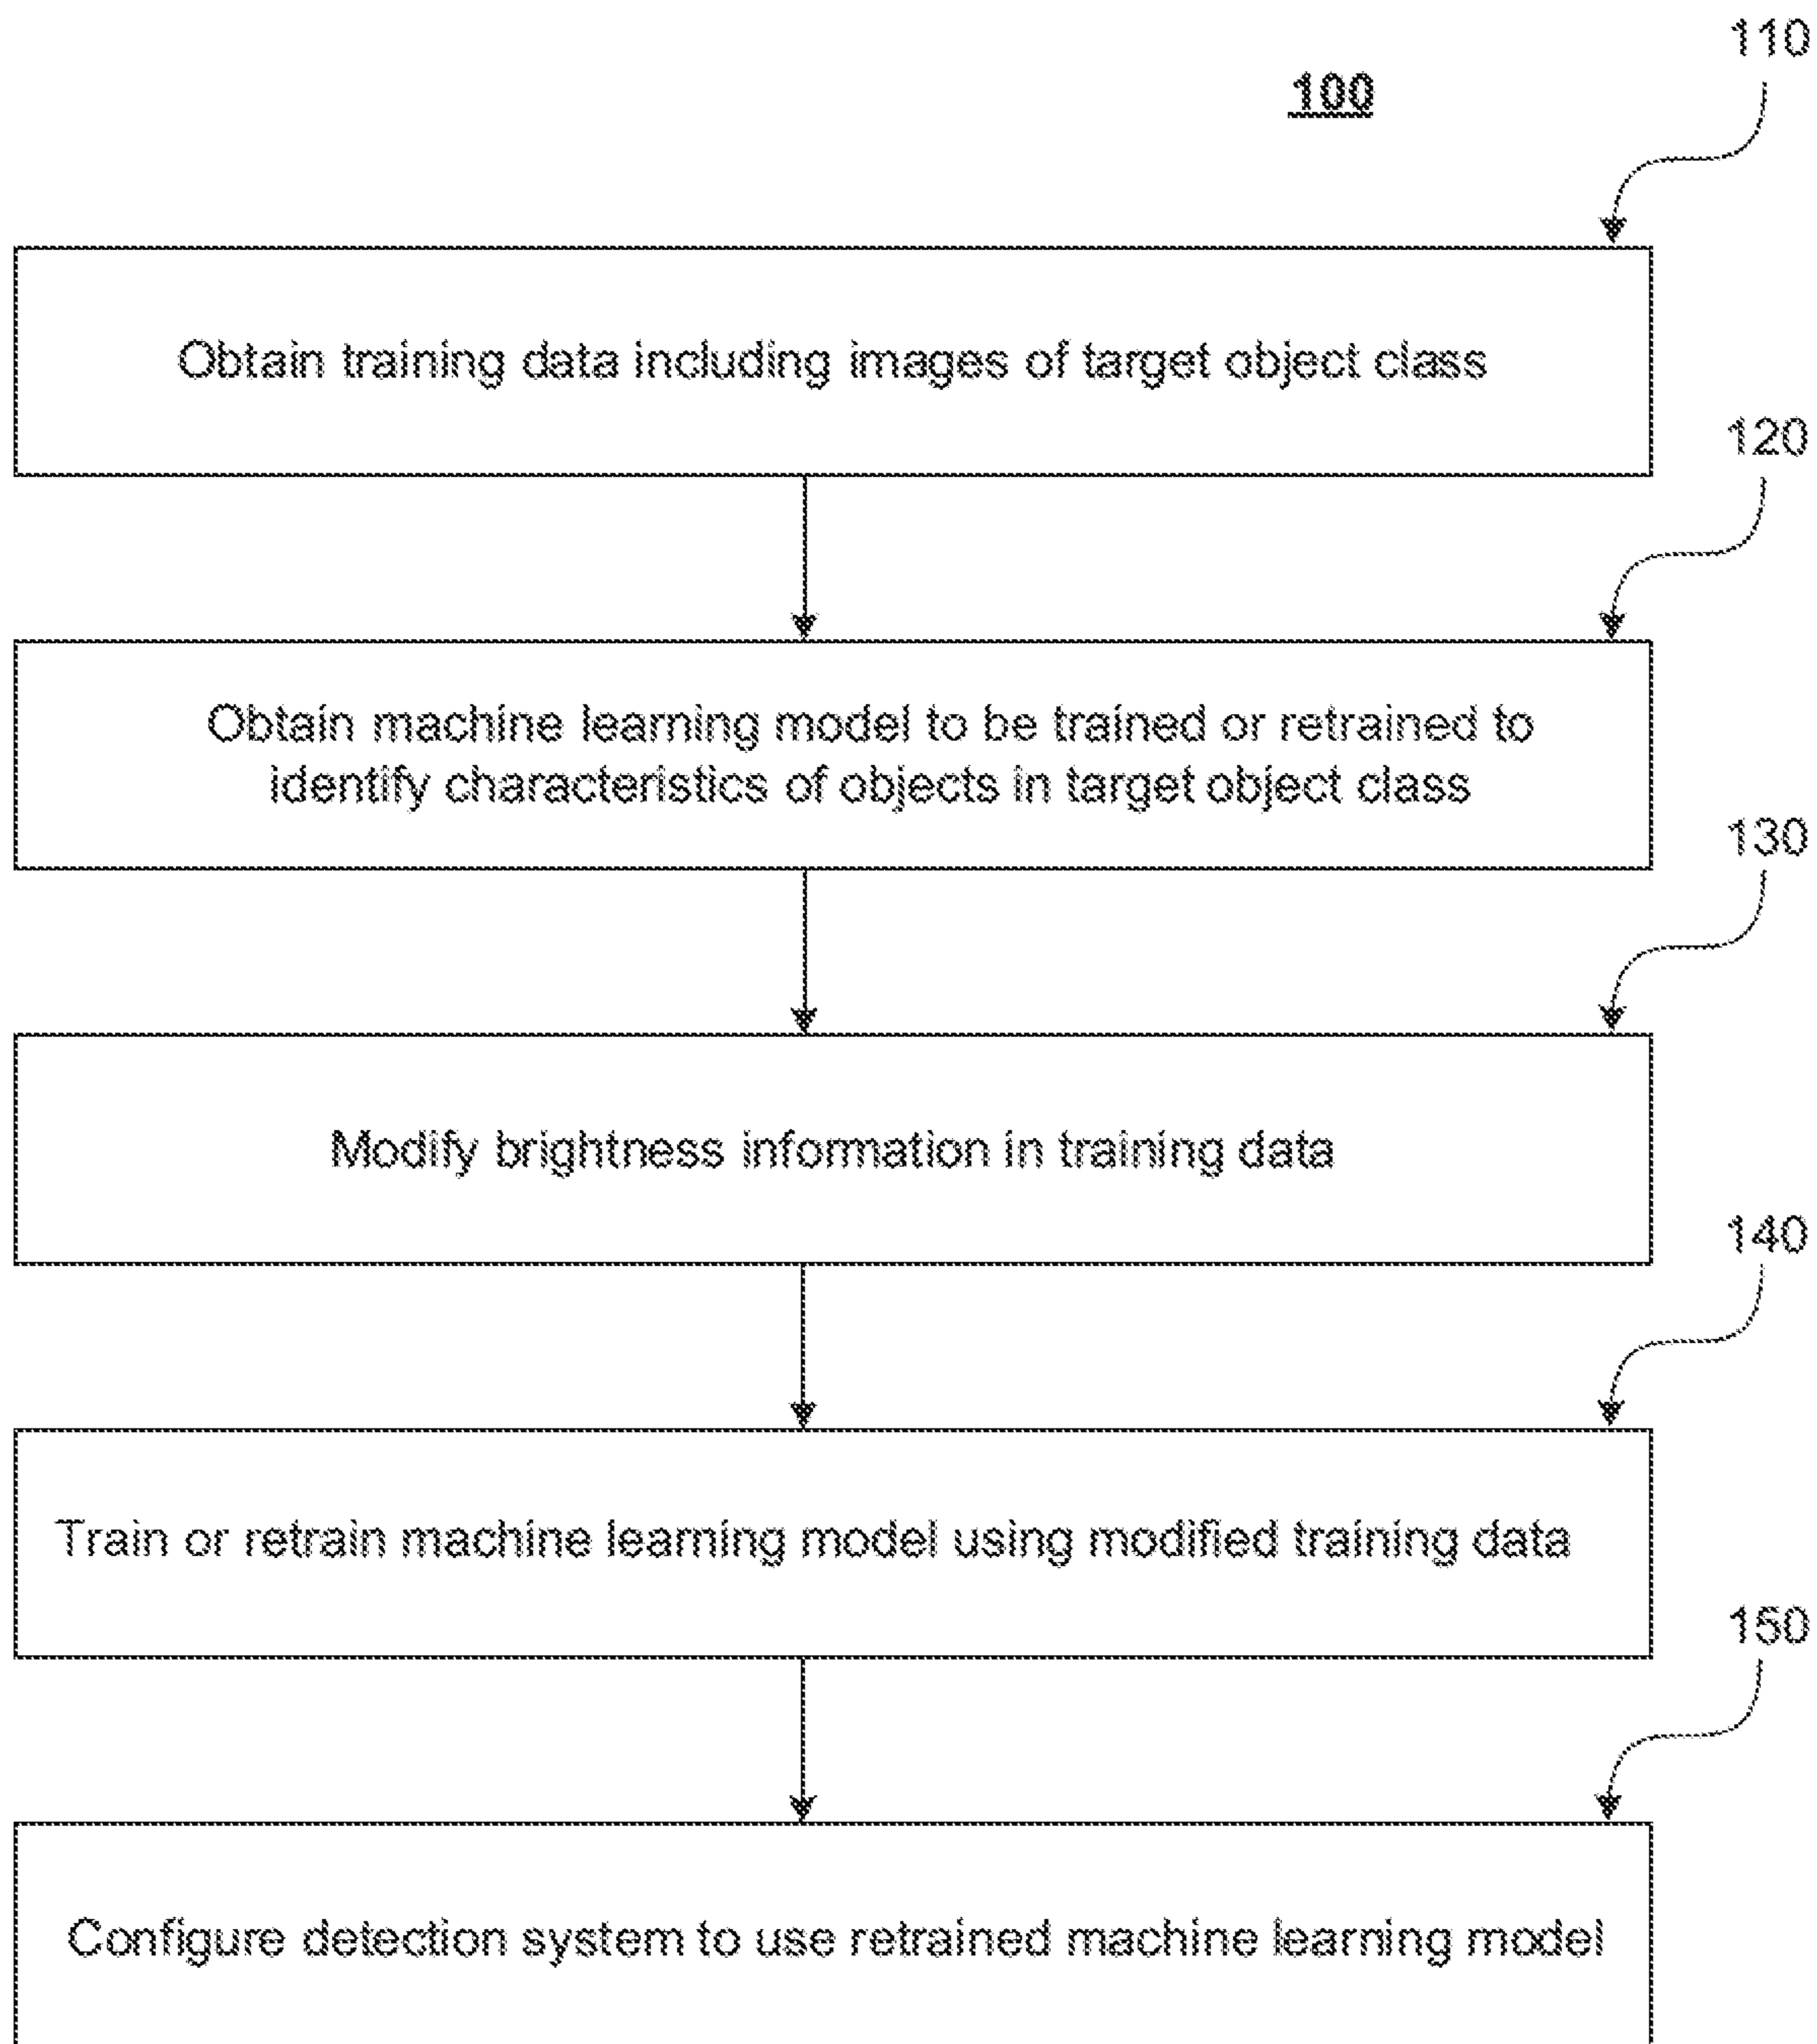 110
100
Obtain training data including images of target object class
120
Obtain machine learning model to be trained or retrained to
identify characteristics of objects in target object class
130
Modify brightness information in training data
140
Train or retrain machine learning model using modified training data
150
Configure detection system to use retrained machine learning model